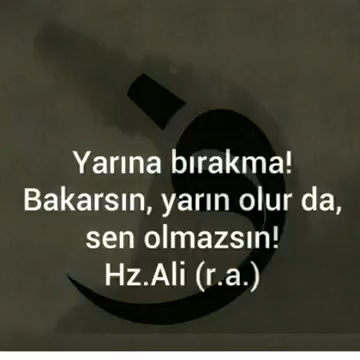 Yarına bırakma!
Bakarsın, yarın olur da,
sen olmazsın!
Hz.Ali (r.a.)